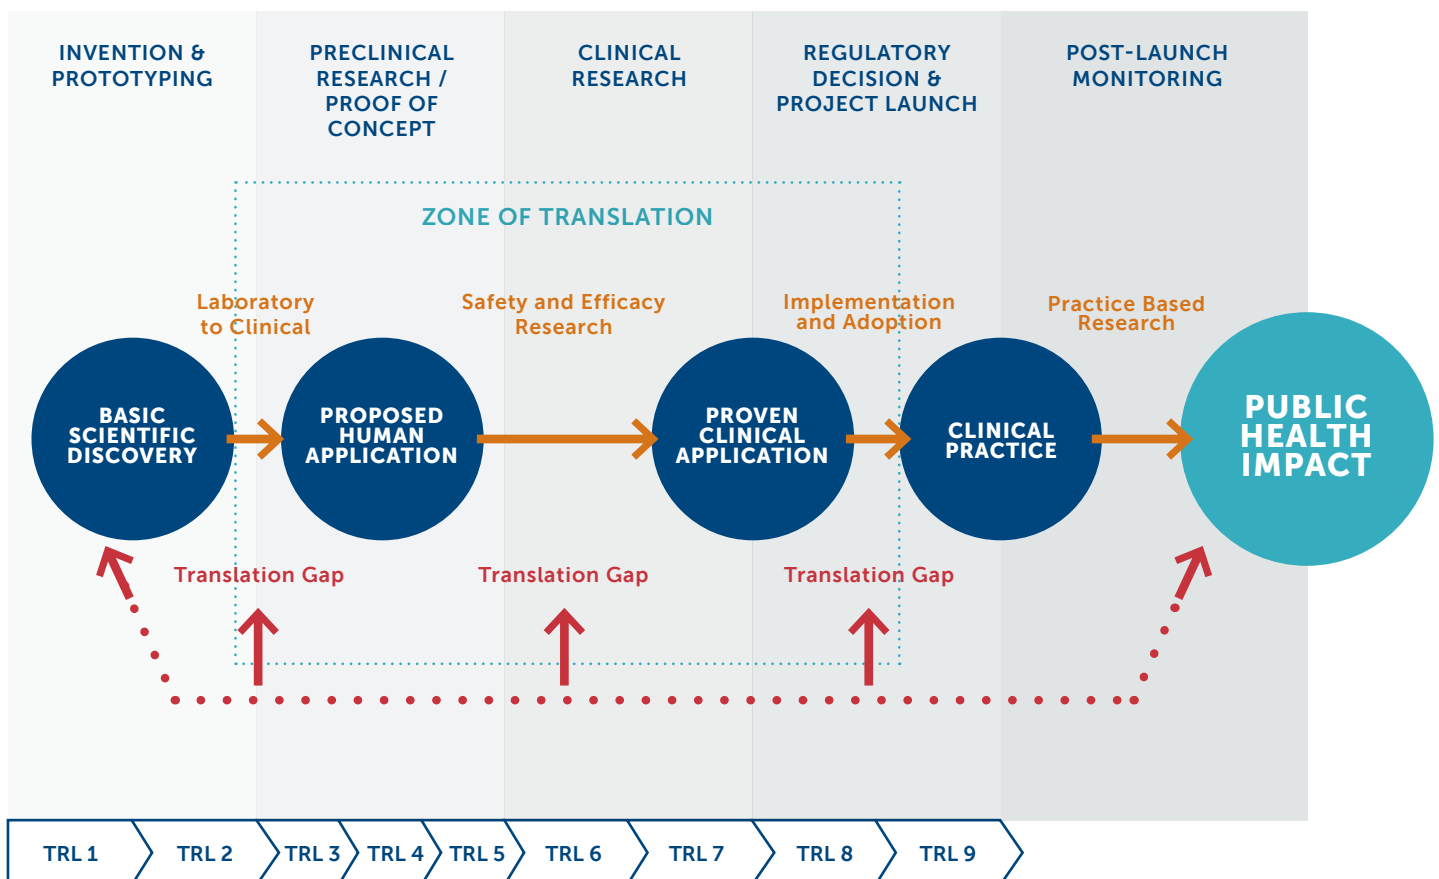 INVENTION &
PROTOTYPING
PRECLINICAL
RESEARCH /
PROOF OF
CONCEPT
CLINICAL
RESEARCH
REGULATORY
DECISION &
PROJECT LAUNCH
POST-LAUNCH
MONITORING
ZONE OF TRANSLATION
Laboratory
to Clinical
Safety and Efficacy
Research
Implementation
and Adoption
Practice Based
Research
BASIC
SCIENTIFIC
DISCOVERY
PROPOSED
HUMAN
APPLICATION
PROVEN
CLINICAL
APPLICATION
CLINICAL
PRACTICE
PUBLIC
HEALTH
IMPACT
Translation Gap
Translation Gap
Translation Gap
TRL 1
TRL 2
TRL 3
TRL 4
TRL 5
TRL 6
TRL 7
TRL 8
TRL 9